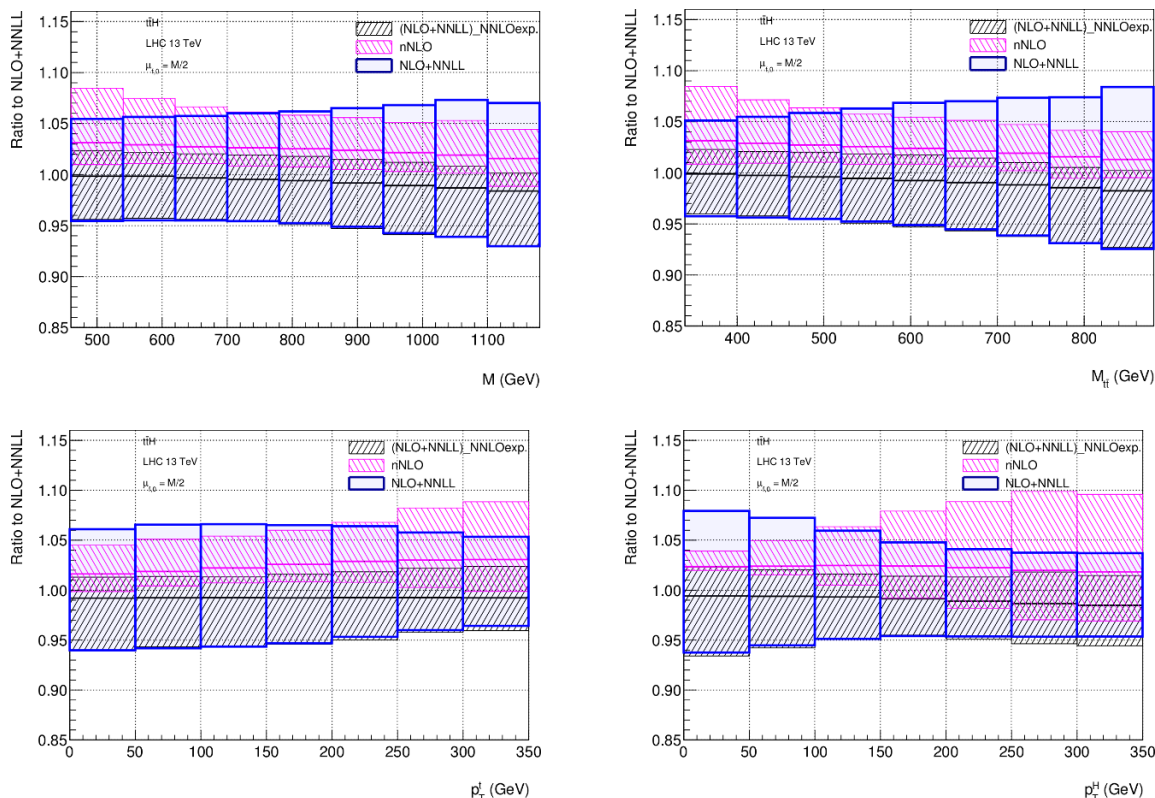 Ratio to NLO+NNLL
1.15
1.10
1.05
1.00
0.95
0.90
0.85
tt̄H
LHC 13 TeV
μf,0 = M/2
(NLO+NNLL)_NNLOexp.
nNLO
NLO+NNLL
500 600 700 800 900 1000 1100
M (GeV)
Ratio to NLO+NNLL
1.15
1.10
1.05
1.00
0.95
0.90
0.85
tt̄H
LHC 13 TeV
μf,0 = M/2
(NLO+NNLL)_NNLOexp.
nNLO
NLO+NNLL
400 500 600 700 800
Mtt̄ (GeV)
Ratio to NLO+NNLL
1.15
1.10
1.05
1.00
0.95
0.90
0.85
tt̄H
LHC 13 TeV
μf,0 = M/2
(NLO+NNLL)_NNLOexp.
nNLO
NLO+NNLL
0 50 100 150 200 250 300 350
pTt (GeV)
Ratio to NLO+NNLL
1.15
1.10
1.05
1.00
0.95
0.90
0.85
tt̄H
LHC 13 TeV
μf,0 = M/2
(NLO+NNLL)_NNLOexp.
nNLO
NLO+NNLL
0 50 100 150 200 250 300 350
pTH (GeV)